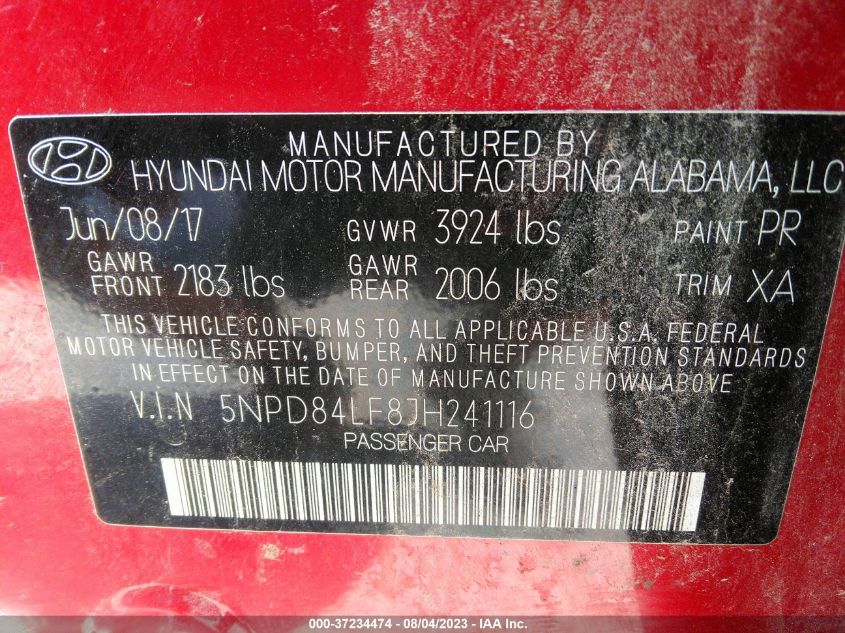 MANUFACTURED BY
HYUNDAI MOTOR MANUFACTURING ALABAMA, LLC
Jun/08/17 GVWR 3924 lbs PAINT PR
GAWR FRONT 2183 lbs GAWR REAR 2006 lbs TRIM XA
THIS VEHICLE CONFORMS TO ALL APPLICABLE U.S.A. FEDERAL
MOTOR VEHICLE SAFETY, BUMPER, AND THEFT PREVENTION STANDARDS
IN EFFECT ON THE DATE OF MANUFACTURE SHOWN ABOVE
V.I.N 5NPD84LF8JH241116
PASSENGER CAR
000-37234474 - 08/04/2023 - IAA Inc.